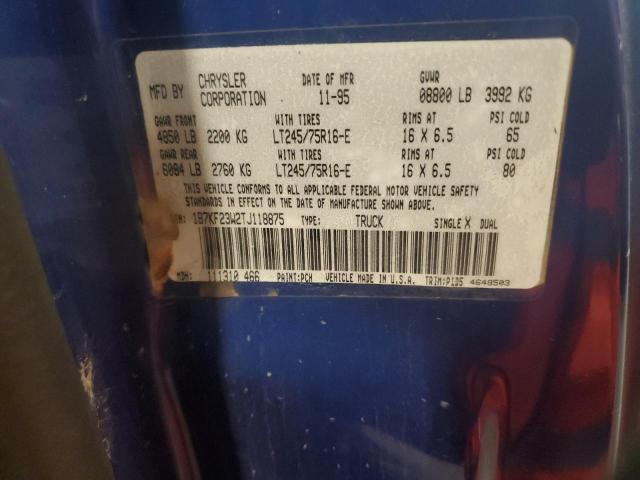 MFD BY CHRYSLER CORPORATION DATE OF MFR 11-95 GVWR 08800 LB 3992 KG
GAWR FRONT WITH TIRES RIMS AT PSI COLD
4850 LB 2200 KG LT245/75R16-E 16 X 6.5 65
GAWR REAR WITH TIRES RIMS AT PSI COLD
6084 LB 2760 KG LT245/75R16-E 16 X 6.5 80
THIS VEHICLE CONFORMS TO ALL APPLICABLE FEDERAL MOTOR VEHICLE SAFETY
STANDARDS IN EFFECT ON THE DATE OF MANUFACTURE SHOWN ABOVE.
VIN: 1B7KF23W2TJ118875 TYPE: TRUCK SINGLE X DUAL
MDH: 111310 466 PAINT:PCH VEHICLE MADE IN U.S.A. TRIM:PID5 4648503